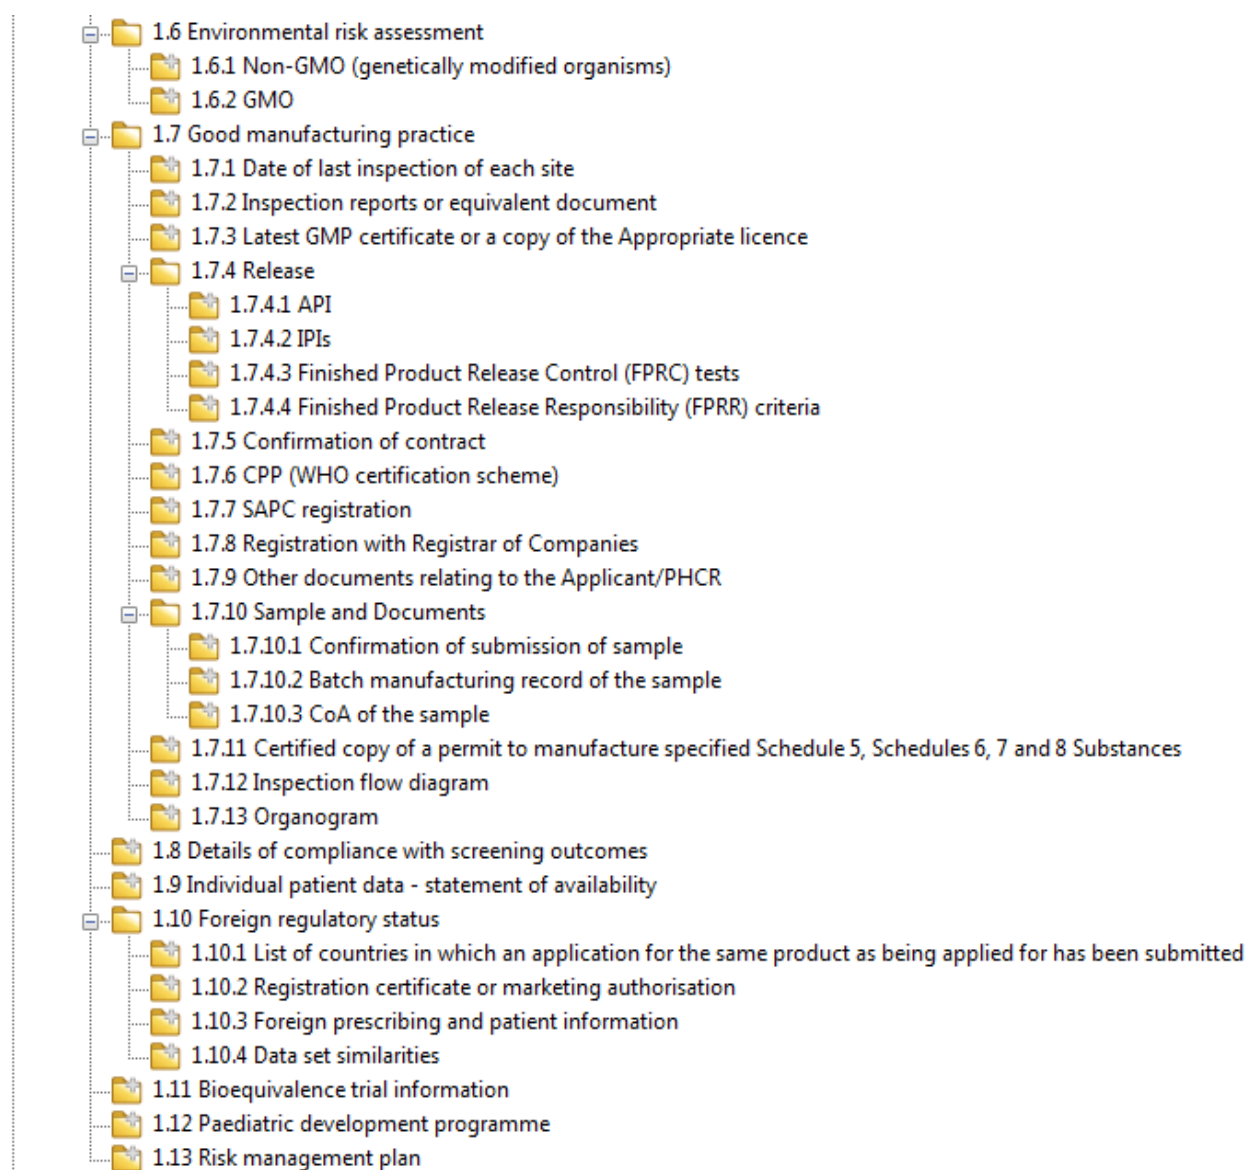 1.6 Environmental risk assessment
1.6.1 Non-GMO (genetically modified organisms)
1.6.2 GMO
1.7 Good manufacturing practice
1.7.1 Date of last inspection of each site
1.7.2 Inspection reports or equivalent document
1.7.3 Latest GMP certificate or a copy of the Appropriate licence
1.7.4 Release
1.7.4.1 API
1.7.4.2 IPIs
1.7.4.3 Finished Product Release Control (FPRC) tests
1.7.4.4 Finished Product Release Responsibility (FPRR) criteria
1.7.5 Confirmation of contract
1.7.6 CPP (WHO certification scheme)
1.7.7 SAPC registration
1.7.8 Registration with Registrar of Companies
1.7.9 Other documents relating to the Applicant/PHCR
1.7.10 Sample and Documents
1.7.10.1 Confirmation of submission of sample
1.7.10.2 Batch manufacturing record of the sample
1.7.10.3 CoA of the sample
1.7.11 Certified copy of a permit to manufacture specified Schedule 5, Schedules 6, 7 and 8 Substances
1.7.12 Inspection flow diagram
1.7.13 Organogram
1.8 Details of compliance with screening outcomes
1.9 Individual patient data - statement of availability
1.10 Foreign regulatory status
1.10.1 List of countries in which an application for the same product as being applied for has been submitted
1.10.2 Registration certificate or marketing authorisation
1.10.3 Foreign prescribing and patient information
1.10.4 Data set similarities
1.11 Bioequivalence trial information
1.12 Paediatric development programme
1.13 Risk management plan